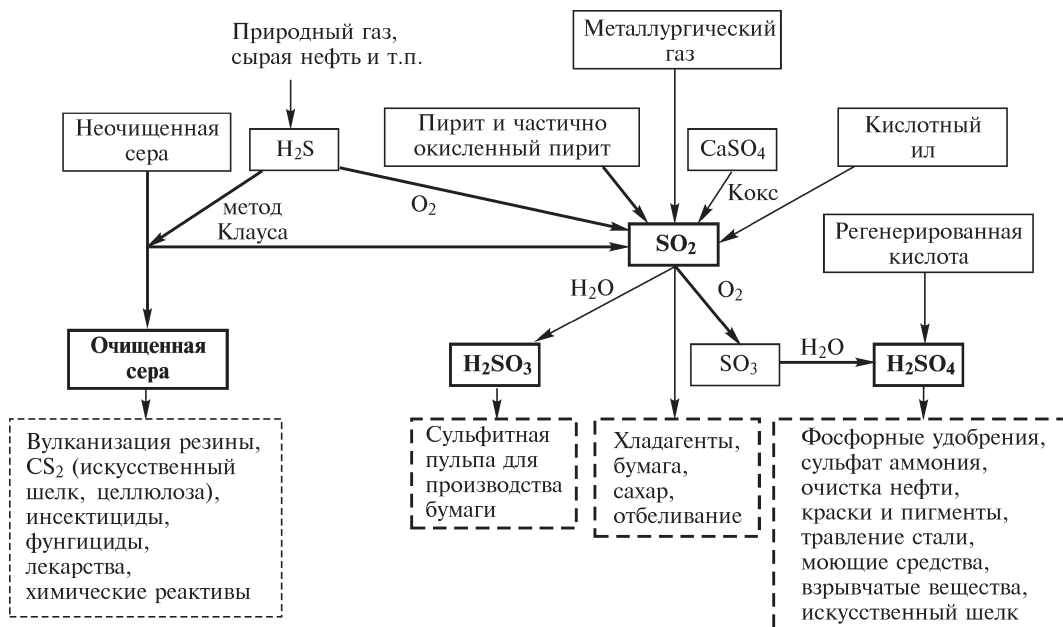 Природный газ,
сырая нефть и т.п.
Металлургический
газ
Неочищенная
сера
H₂S
Пирит и частично
окисленный пирит
CaSO₄
Кислотный
ил
метод
Клауса
O₂
Кокс
SO₂
Регенерированная
кислота
H₂O
O₂
Очищенная
сера
H₂SO₃
SO₃
H₂O
H₂SO₄
Вулканизация резины,
CS₂ (искусственный
шелк, целлюлоза),
инсектициды,
фунгициды,
лекарства,
химические реактивы
Сульфитная
пульпа для
производства
бумаги
Хладагенты,
бумага,
сахар,
отбеливание
Фосфорные удобрения,
сульфат аммония,
очистка нефти,
краски и пигменты,
травление стали,
моющие средства,
взрывчатые вещества,
искусственный шелк